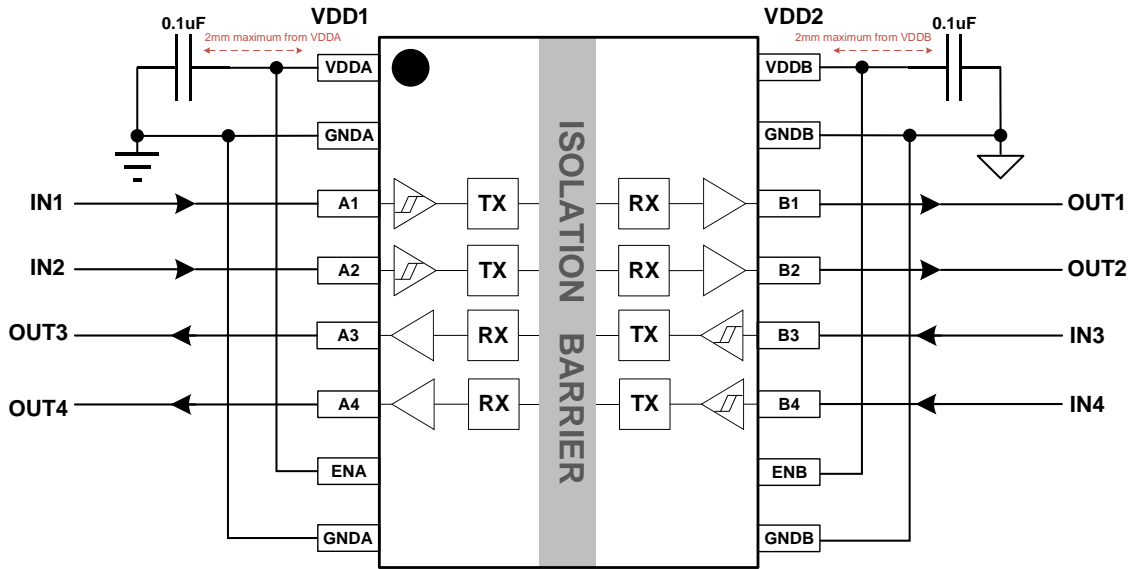 VDD1
VDD2
0.1uF
0.1uF
2mm maximum from VDDA
2mm maximum from VDDB
VDDA
VDDB
GNDA
GNDB
ISOLATION BARRIER
IN1
A1
TX
RX
B1
OUT1
IN2
A2
TX
RX
B2
OUT2
OUT3
A3
RX
TX
B3
IN3
OUT4
A4
RX
TX
B4
IN4
ENA
ENB
GNDA
GNDB